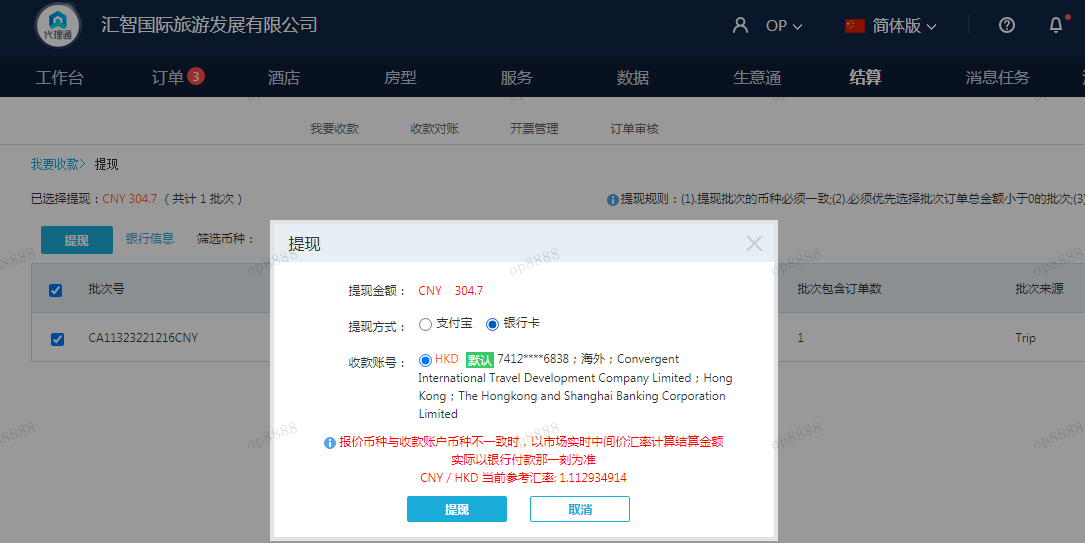 代理通
汇智国际旅游发展有限公司
OP
简体版
工作台
订单 3
酒店
房型
服务
数据
生意通
结算
消息任务
我要收款
收款对账
开票管理
订单审核
我要收款> 提现
已选择提现：CNY 304.7 （共计 1 批次）
提现规则：(1).提现批次的币种必须一致;(2).必须优先选择批次订单总金额小于0的批次;(3)
提现
银行信息
筛选币种：
批次号
批次包含订单数
批次来源
CA11323221216CNY
1
Trip
提现
提现金额： CNY 304.7
提现方式： 支付宝 银行卡
收款账号： HKD 默认 7412****6838；海外；Convergent
International Travel Development Company Limited；Hong
Kong；The Hongkong and Shanghai Banking Corporation
Limited
报价币种与收款账户币种不一致时，以市场实时中间价汇率计算结算金额
实际以银行付款那一刻为准
CNY / HKD 当前参考汇率: 1.112934914
提现
取消
op8888
op8888
op8888
op8888
op8888
op8888
op8888
op8888